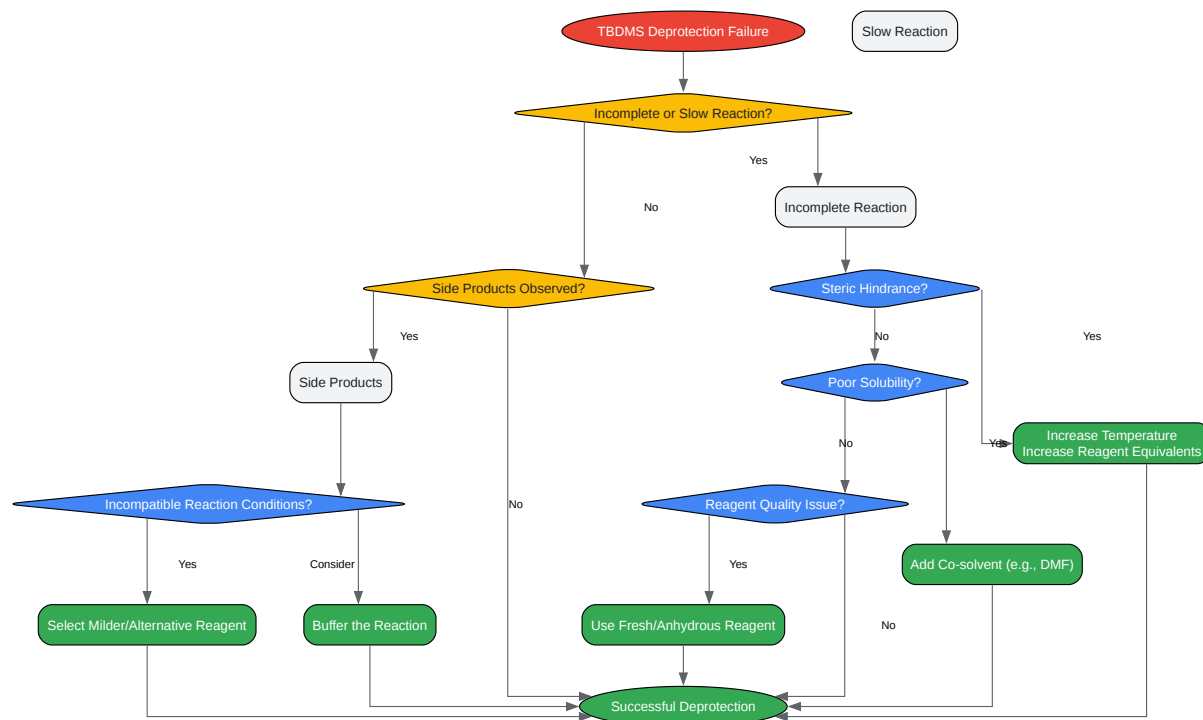 TBDMS Deprotection Failure
Slow Reaction
Incomplete or Slow Reaction?
Yes
No
Incomplete Reaction
Side Products Observed?
Steric Hindrance?
Yes
No
Yes
Side Products
Poor Solubility?
No
Yes
Increase Temperature
Increase Reagent Equivalents
Incompatible Reaction Conditions?
No
Reagent Quality Issue?
Yes
Consider
Yes
Add Co-solvent (e.g., DMF)
Select Milder/Alternative Reagent
Buffer the Reaction
Use Fresh/Anhydrous Reagent
No
Successful Deprotection